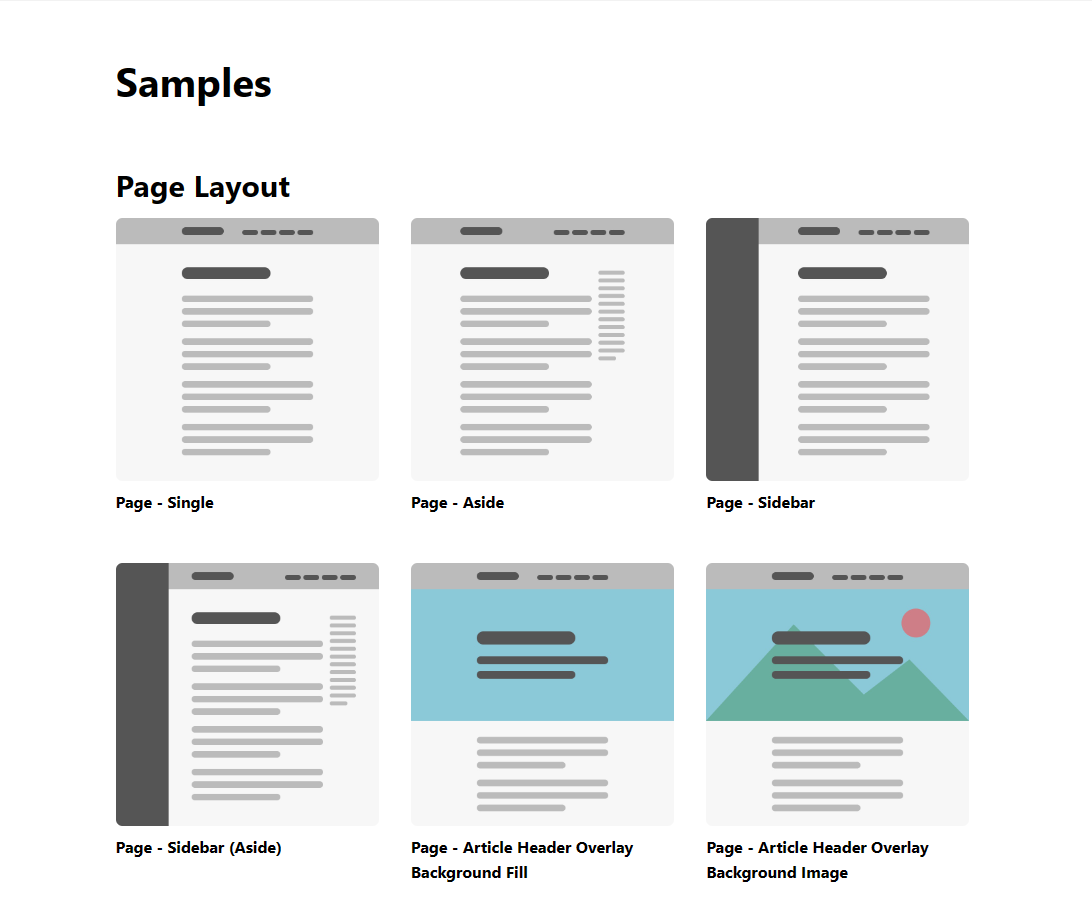 Samples
Page Layout
Page - Single
Page - Aside
Page - Sidebar
Page - Sidebar (Aside)
Page - Article Header Overlay
Background Fill
Page - Article Header Overlay
Background Image